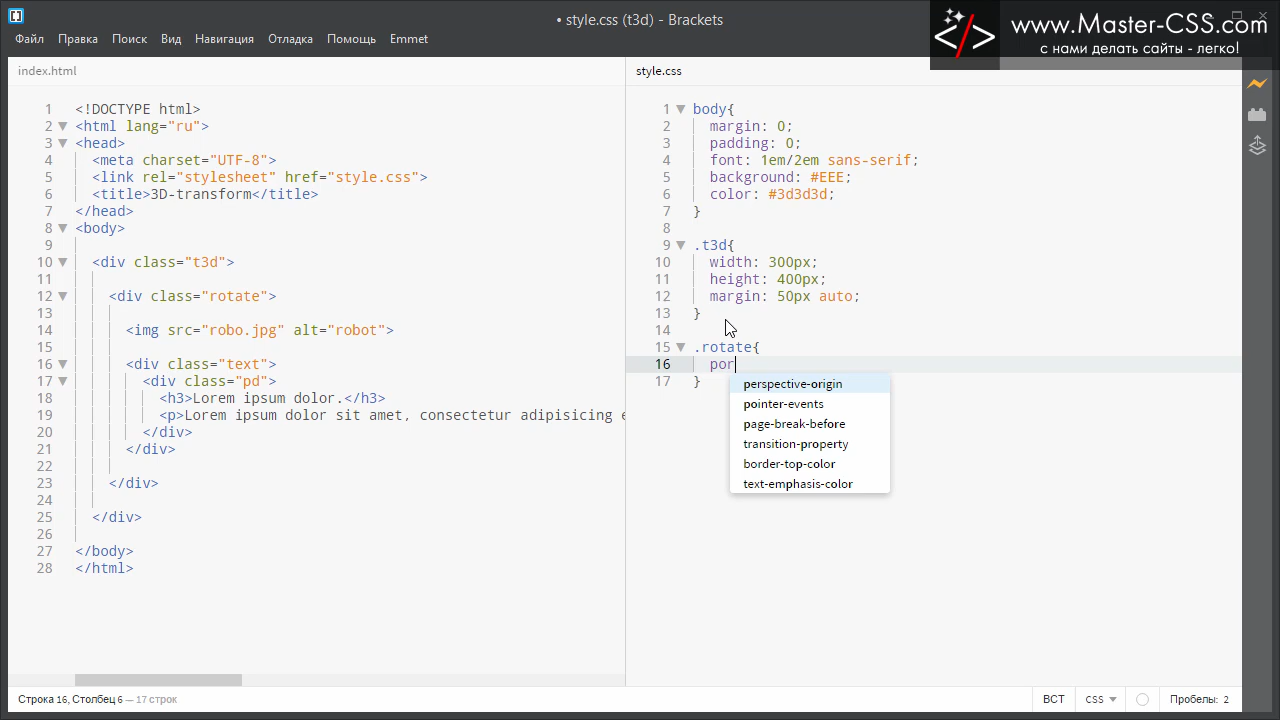 • style.css (t3d) - Brackets
www.Master-CSS.com
с нами делать сайты - легко!
Файл Правка Поиск Вид Навигация Отладка Помощь Emmet
index.html
1 <!DOCTYPE html>
2 <html lang="ru">
3 <head>
4 <meta charset="UTF-8">
5 <link rel="stylesheet" href="style.css">
6 <title>3D-transform</title>
7 </head>
8 <body>
9
10 <div class="t3d">
11
12 <div class="rotate">
13
14 <img src="robo.jpg" alt="robot">
15
16 <div class="text">
17 <div class="pd">
18 <h3>Lorem ipsum dolor.</h3>
19 <p>Lorem ipsum dolor sit amet, consectetur adipisicing e
20 </div>
21 </div>
22
23 </div>
24
25 </div>
26
27 </body>
28 </html>
style.css
1 body{
2 margin: 0;
3 padding: 0;
4 font: 1em/2em sans-serif;
5 background: #EEE;
6 color: #3d3d3d;
7 }
8
9 .t3d{
10 width: 300px;
11 height: 400px;
12 margin: 50px auto;
13 }
14
15 .rotate{
16 por
17 }
perspective-origin
pointer-events
page-break-before
transition-property
border-top-color
text-emphasis-color
Строка 16, Столбец 6 — 17 строк
ВСТ CSS Пробелы: 2